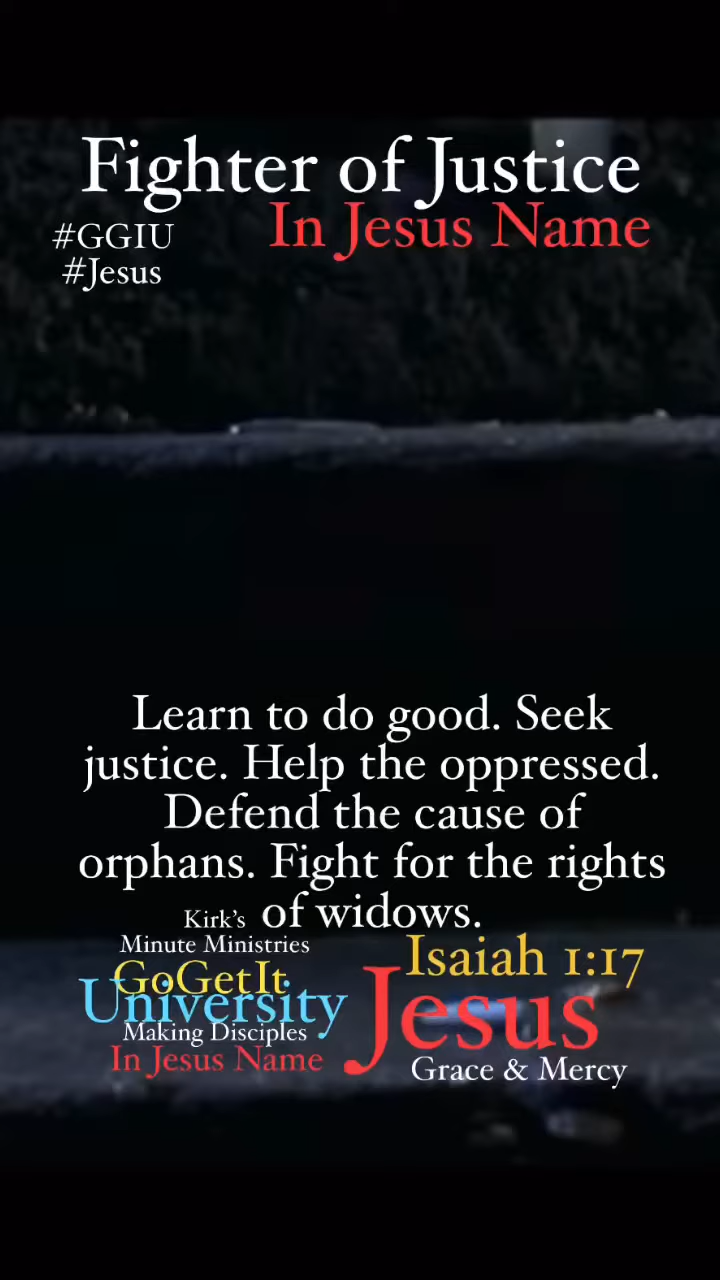 Fighter of Justice
In Jesus Name
#GGIU
#Jesus
Learn to do good. Seek
justice. Help the oppressed.
Defend the cause of
orphans. Fight for the rights
of widows.
Kirk's
Minute Ministries
GoGetIt
University
Making Disciples
In Jesus Name
Isaiah 1:17
Jesus
Grace & Mercy